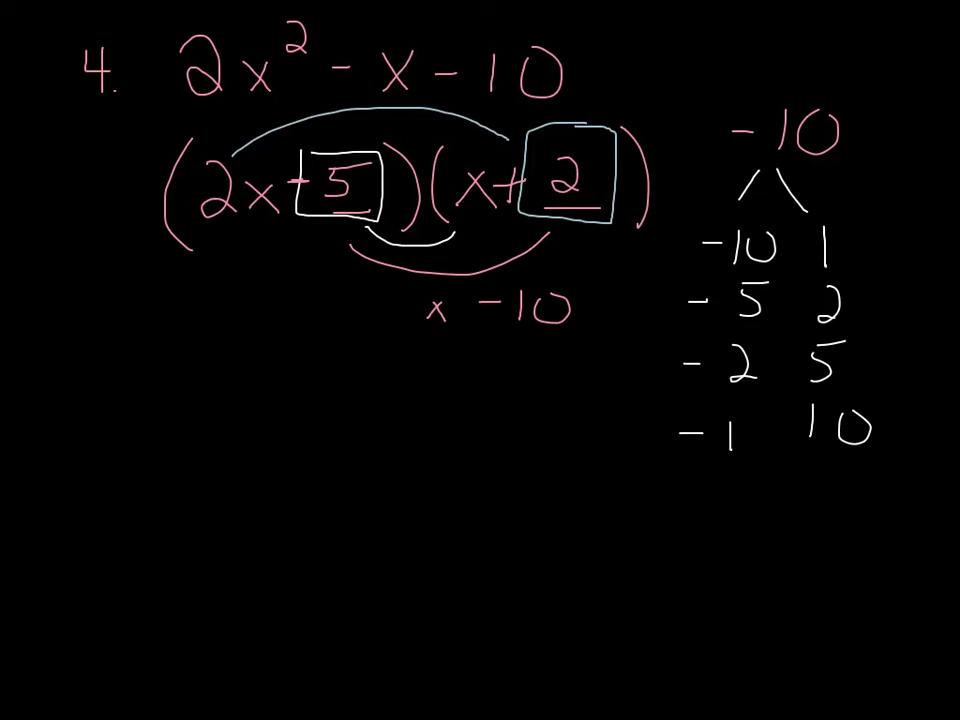 4. 2x² - x - 10
(2x - 5)(x + 2)
x - 10
- 10
- 10 1
- 5 2
- 2 5
- 1 10